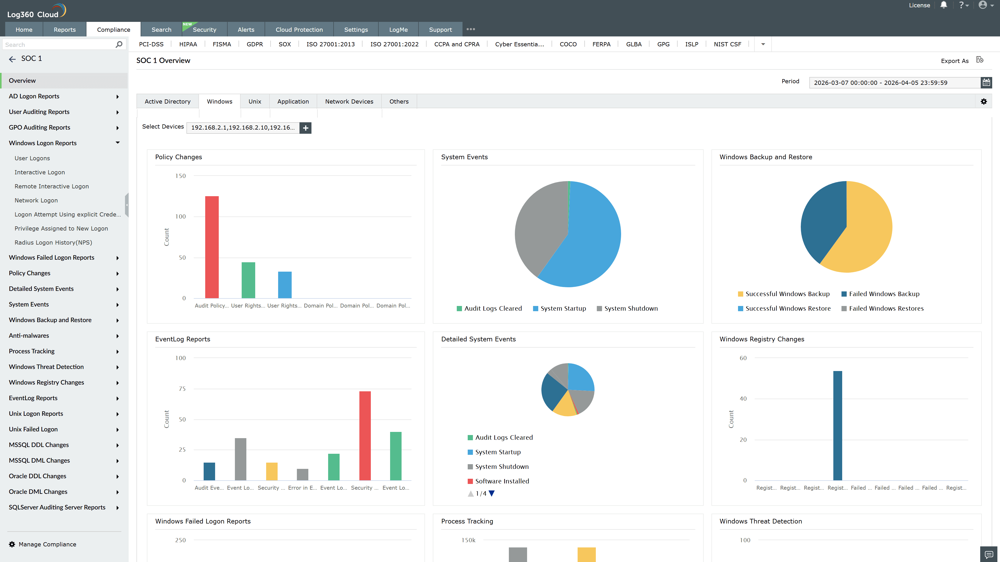 Log360 Cloud
License
?
Home
Reports
Compliance
Search
NEW
Security
Alerts
Cloud Protection
Settings
LogMe
Support
Search
PCI-DSS
HIPAA
FISMA
GDPR
SOX
ISO 27001:2013
ISO 27001:2022
CCPA and CPRA
Cyber Essentia...
COCO
FERPA
GLBA
GPG
ISLP
NIST CSF
SOC 1
Overview
AD Logon Reports
User Auditing Reports
GPO Auditing Reports
Windows Logon Reports
User Logons
Interactive Logon
Remote Interactive Logon
Network Logon
Logon Attempt Using explicit Crede...
Privilege Assigned to New Logon
Radius Logon History(NPS)
Windows Failed Logon Reports
Policy Changes
Detailed System Events
System Events
Windows Backup and Restore
Anti-malwares
Process Tracking
Windows Threat Detection
Windows Registry Changes
EventLog Reports
Unix Logon Reports
Unix Failed Logon
MSSQL DDL Changes
MSSQL DML Changes
Oracle DDL Changes
Oracle DML Changes
SQLServer Auditing Server Reports
Manage Compliance
SOC 1 Overview
Export As
Period
2026-03-07 00:00:00 - 2026-04-05 23:59:59
Active Directory
Windows
Unix
Application
Network Devices
Others
Select Devices
192.168.2.1,192.168.2.10,192.16...
Policy Changes
150
100
50
0
Count
Audit Policy...
User Rights...
User Rights...
Domain Pol...
Domain Pol...
Domain Pol...
System Events
Audit Logs Cleared
System Startup
System Shutdown
Windows Backup and Restore
Successful Windows Backup
Failed Windows Backup
Successful Windows Restore
Failed Windows Restores
EventLog Reports
100
75
50
25
0
Count
Audit Eve...
Event Lo...
Security ...
Error in E...
Event Lo...
Security ...
Event Lo...
Detailed System Events
Audit Logs Cleared
System Startup
System Shutdown
Software Installed
1/4
Windows Registry Changes
60
40
20
0
Count
Regist...
Regist...
Regist...
Regist...
Failed ...
Failed ...
Failed ...
Failed ...
Regist...
Windows Failed Logon Reports
250
Process Tracking
150k
Windows Threat Detection
100